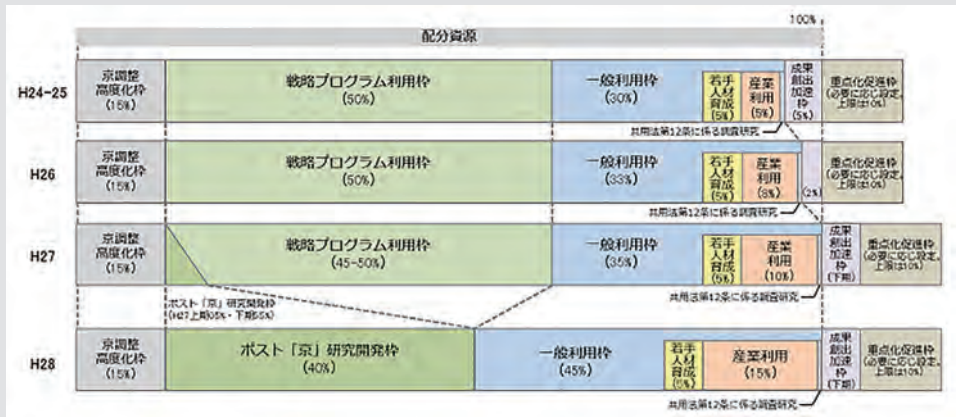 100%
配分資源
H24-25
京調整
高度化枠
(15%)
戦略プログラム利用枠
(50%)
一般利用枠
(30%)
若手
人材
育成
(5%)
産業
利用
(5%)
成果
創出
加速
枠
(5%)
重点化促進枠
(必要に応じ設定、
上限は10%)
共用法第12条に係る調査研究
H26
京調整
高度化枠
(15%)
戦略プログラム利用枠
(50%)
一般利用枠
(33%)
若手
人材
育成
(5%)
産業
利用
(8%)
(2%)
重点化促進枠
(必要に応じ設定、
上限は10%)
共用法第12条に係る調査研究
H27
京調整
高度化枠
(15%)
戦略プログラム利用枠
(45-50%)
一般利用枠
(35%)
若手
人材
育成
(5%)
産業
利用
(10%)
成果
創出
加速
枠
(下期)
重点化促進枠
(必要に応じ設定、
上限は10%)
ポスト「京」研究開発枠
共用法第12条に係る調査研究
H28
京調整
高度化枠
(15%)
ポスト「京」研究開発枠
(40%)
一般利用枠
(45%)
若手
人材
育成
(5%)
産業利用
(15%)
成果
創出
加速
枠
(下期)
重点化促進枠
(必要に応じ設定、
上限は10%)
共用法第12条に係る調査研究